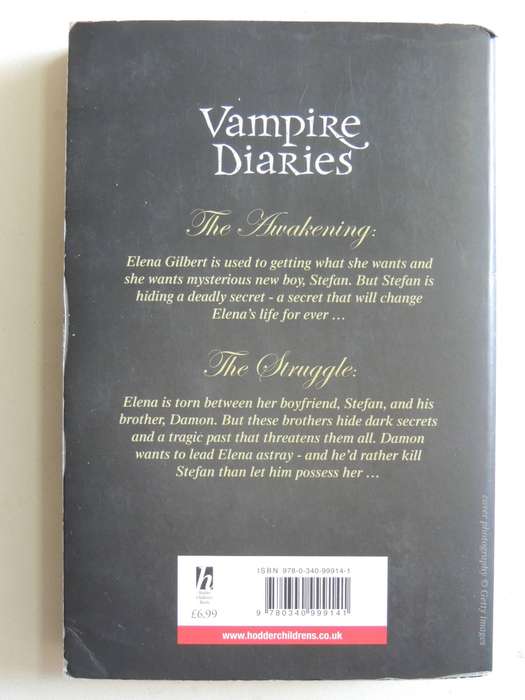 Vampire
Diaries
The Awakening:
Elena Gilbert is used to getting what she wants and
she wants mysterious new boy, Stefan. But Stefan is
hiding a deadly secret - a secret that will change
Elena's life for ever ...
The Struggle:
Elena is torn between her boyfriend, Stefan, and his
brother, Damon. But these brothers hide dark secrets
and a tragic past that threatens them all. Damon
wants to lead Elena astray - and he'd rather kill
Stefan than let him possess her ...
cover photography © Getty Images
ISBN 978-0-340-99914-1
h
Hodder
Children's
Books
£6.99
9 780340 999141
www.hodderchildrens.co.uk